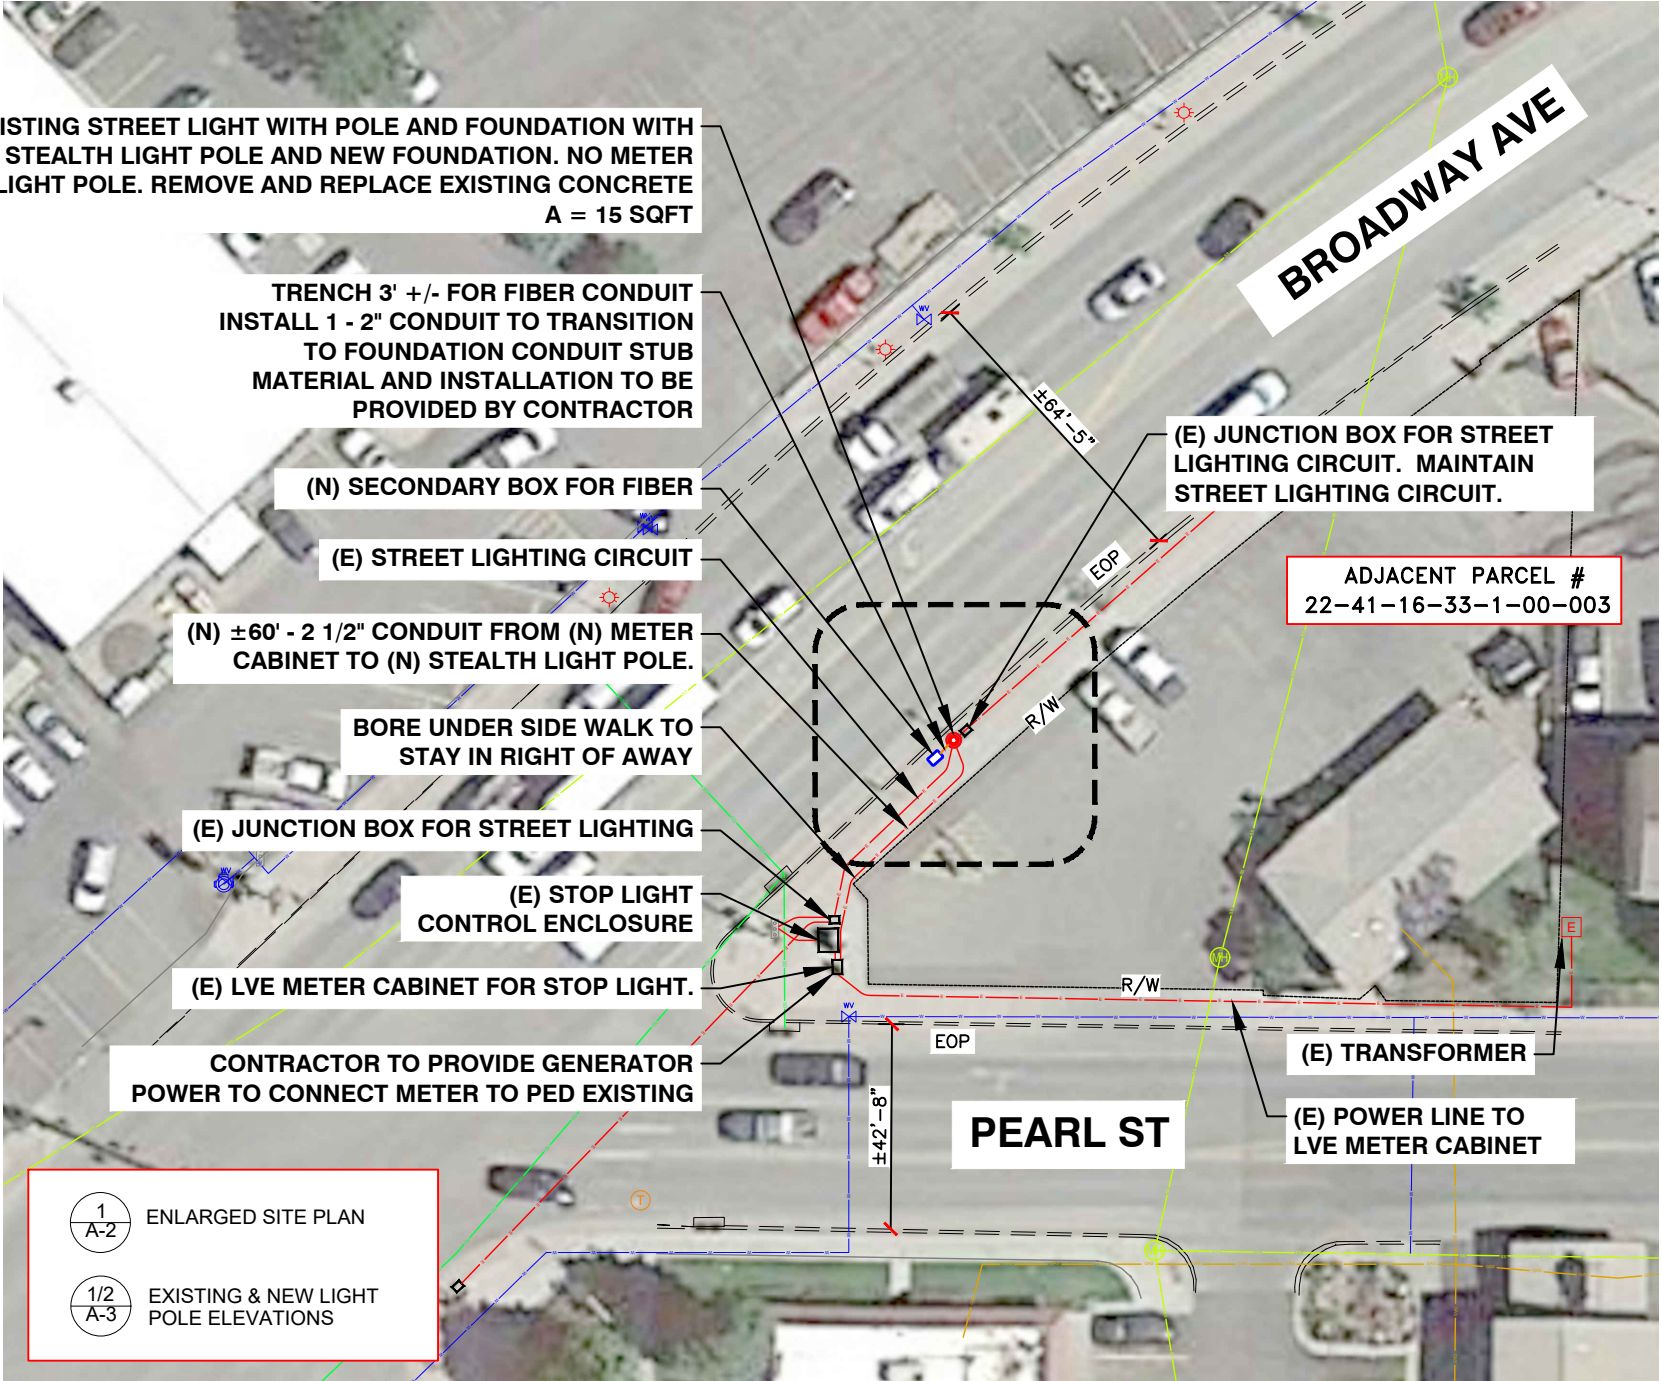 ISTING STREET LIGHT WITH POLE AND FOUNDATION WITH
STEALTH LIGHT POLE AND NEW FOUNDATION. NO METER
LIGHT POLE. REMOVE AND REPLACE EXISTING CONCRETE
A = 15 SQFT
BROADWAY AVE
TRENCH 3' +/- FOR FIBER CONDUIT
INSTALL 1 - 2" CONDUIT TO TRANSITION
TO FOUNDATION CONDUIT STUB
MATERIAL AND INSTALLATION TO BE
PROVIDED BY CONTRACTOR
WV
±64'-5"
(E) JUNCTION BOX FOR STREET
LIGHTING CIRCUIT. MAINTAIN
STREET LIGHTING CIRCUIT.
(N) SECONDARY BOX FOR FIBER
(E) STREET LIGHTING CIRCUIT
EOP
ADJACENT PARCEL #
22-41-16-33-1-00-003
(N) ±60' - 2 1/2" CONDUIT FROM (N) METER
CABINET TO (N) STEALTH LIGHT POLE.
R/W
BORE UNDER SIDE WALK TO
STAY IN RIGHT OF AWAY
(E) JUNCTION BOX FOR STREET LIGHTING
WV
(E) STOP LIGHT
CONTROL ENCLOSURE
E
MH
(E) LVE METER CABINET FOR STOP LIGHT.
R/W
WV
EOP
(E) TRANSFORMER
CONTRACTOR TO PROVIDE GENERATOR
POWER TO CONNECT METER TO PED EXISTING
±42'-8"
PEARL ST
(E) POWER LINE TO
LVE METER CABINET
T
1
A-2
ENLARGED SITE PLAN
1/2
A-3
EXISTING & NEW LIGHT
POLE ELEVATIONS
MH